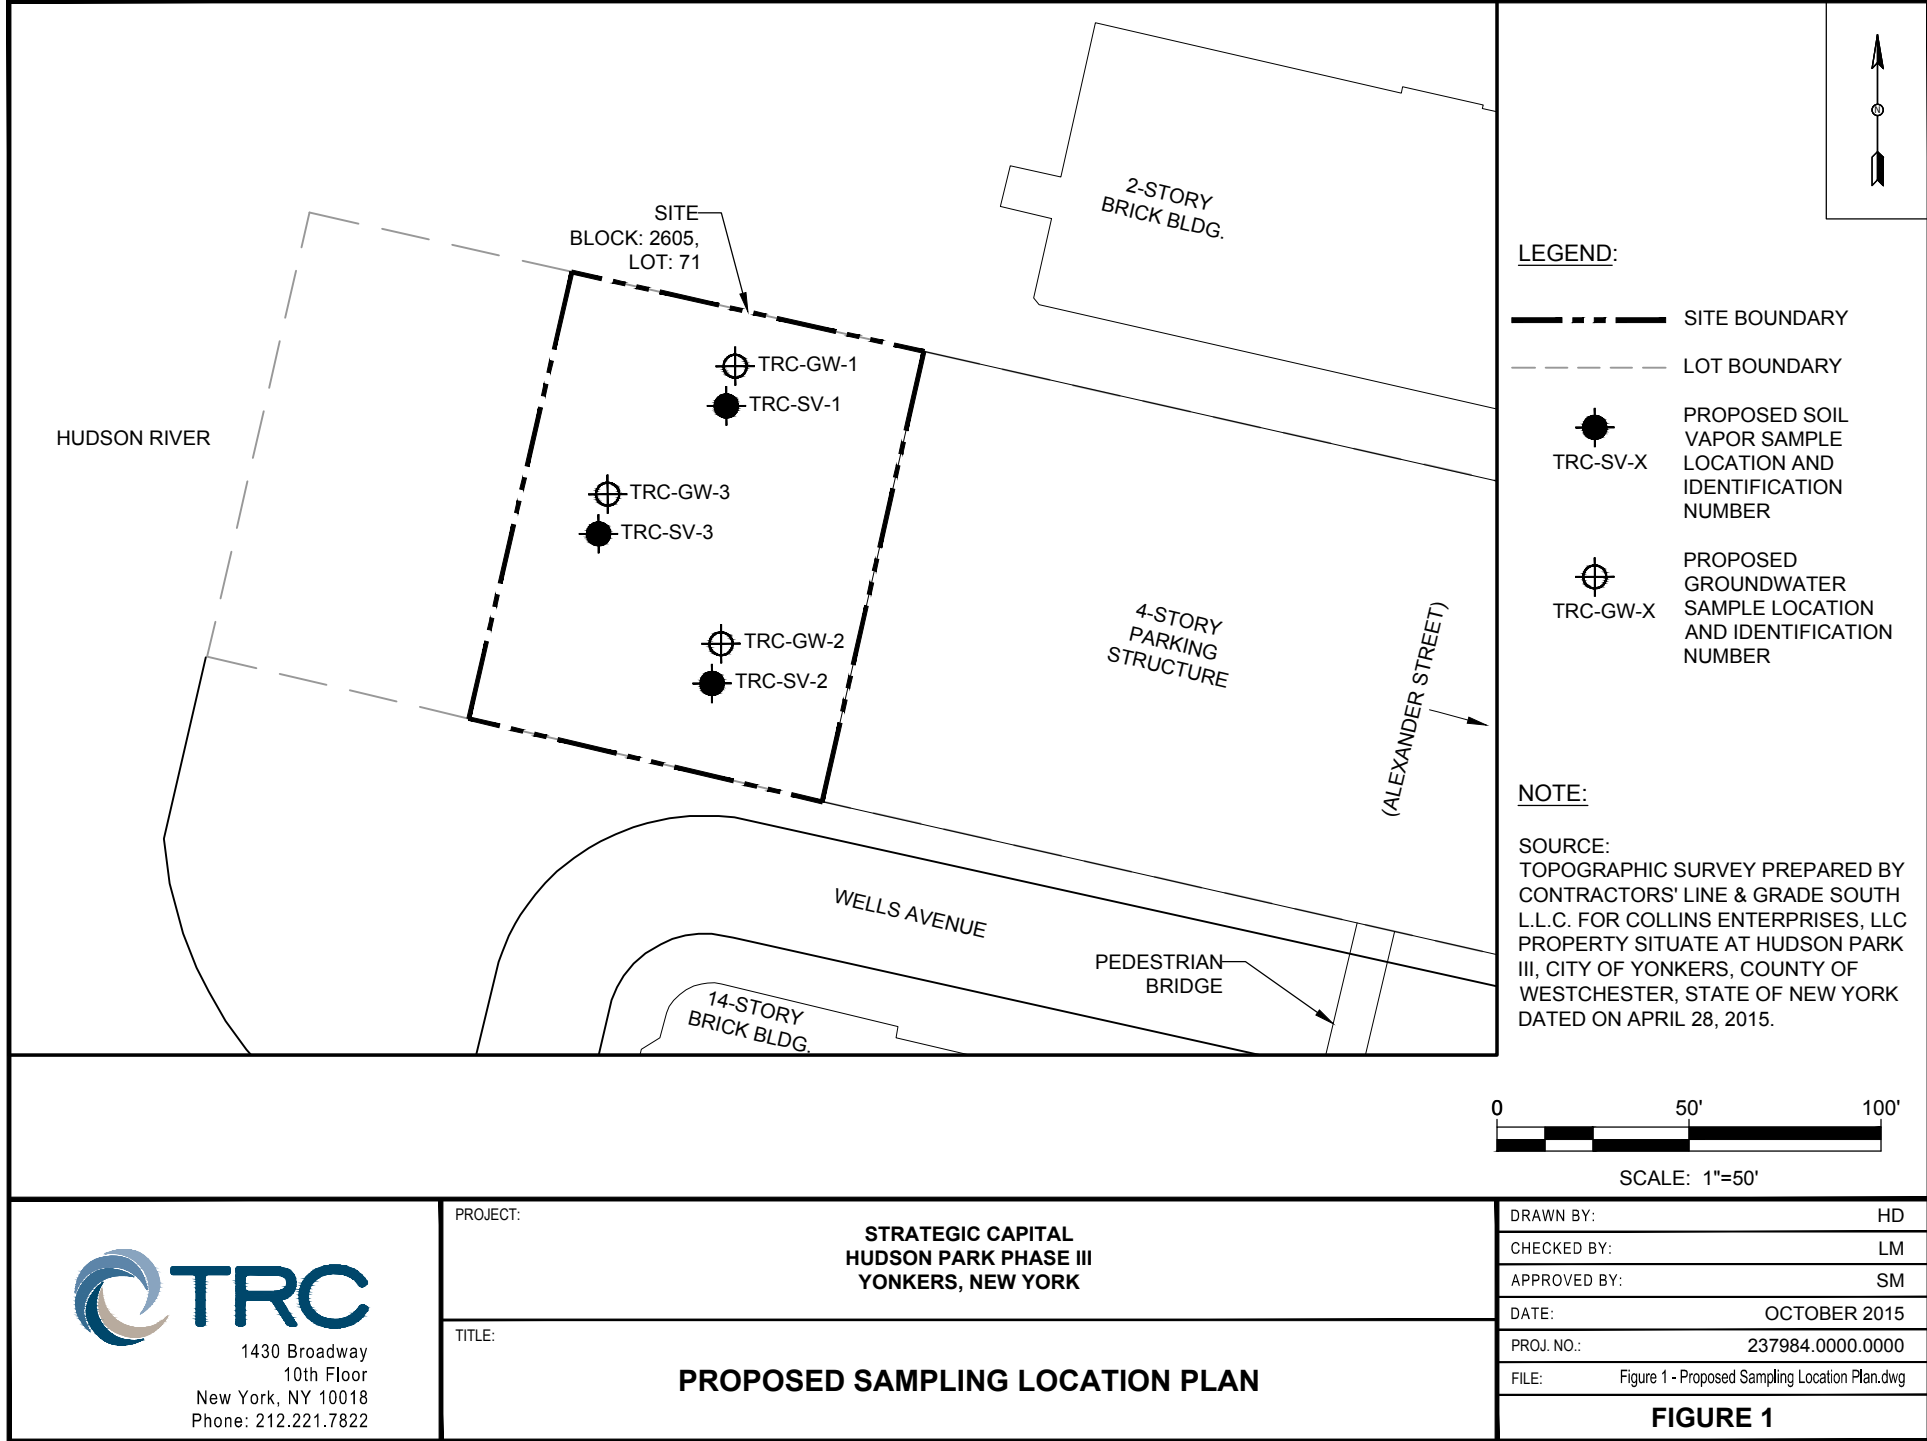 2-STORY
BRICK BLDG.
SITE
BLOCK: 2605,
LOT: 71
N
TRC-GW-1
TRC-SV-1
HUDSON RIVER
TRC-GW-3
TRC-SV-3
TRC-GW-2
TRC-SV-2
4-STORY
PARKING
STRUCTURE
(ALEXANDER STREET)
WELLS AVENUE
PEDESTRIAN
BRIDGE
14-STORY
BRICK BLDG.
LEGEND:
SITE BOUNDARY
LOT BOUNDARY
TRC-SV-X
PROPOSED SOIL
VAPOR SAMPLE
LOCATION AND
IDENTIFICATION
NUMBER
TRC-GW-X
PROPOSED
GROUNDWATER
SAMPLE LOCATION
AND IDENTIFICATION
NUMBER
NOTE:
SOURCE:
TOPOGRAPHIC SURVEY PREPARED BY
CONTRACTORS' LINE & GRADE SOUTH
L.L.C. FOR COLLINS ENTERPRISES, LLC
PROPERTY SITUATE AT HUDSON PARK
III, CITY OF YONKERS, COUNTY OF
WESTCHESTER, STATE OF NEW YORK
DATED ON APRIL 28, 2015.
0 50' 100'
SCALE: 1"=50'
TRC
1430 Broadway
10th Floor
New York, NY 10018
Phone: 212.221.7822
PROJECT:
STRATEGIC CAPITAL
HUDSON PARK PHASE III
YONKERS, NEW YORK
TITLE:
PROPOSED SAMPLING LOCATION PLAN
DRAWN BY: HD
CHECKED BY: LM
APPROVED BY: SM
DATE: OCTOBER 2015
PROJ. NO.: 237984.0000.0000
FILE: Figure 1 - Proposed Sampling Location Plan.dwg
FIGURE 1